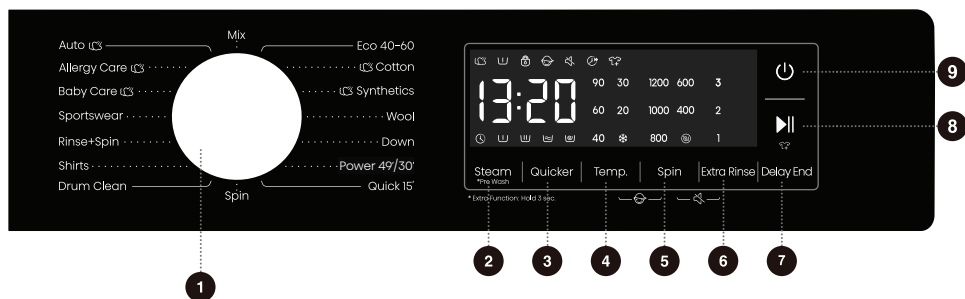 Mix
Auto
Eco 40-60
Allergy Care
Cotton
Baby Care
Synthetics
Sportswear
Wool
Rinse+Spin
Down
Shirts
Power 49'/30'
Drum Clean
Quick 15'
Spin
13:20
90 30 1200 600 3
60 20 1000 400 2
40 800 1
Steam Quicker Temp. Spin Extra Rinse Delay End
*Pre Wash
* Extra Function: Hold 3 sec.
1
2
3
4
5
6
7
8
9